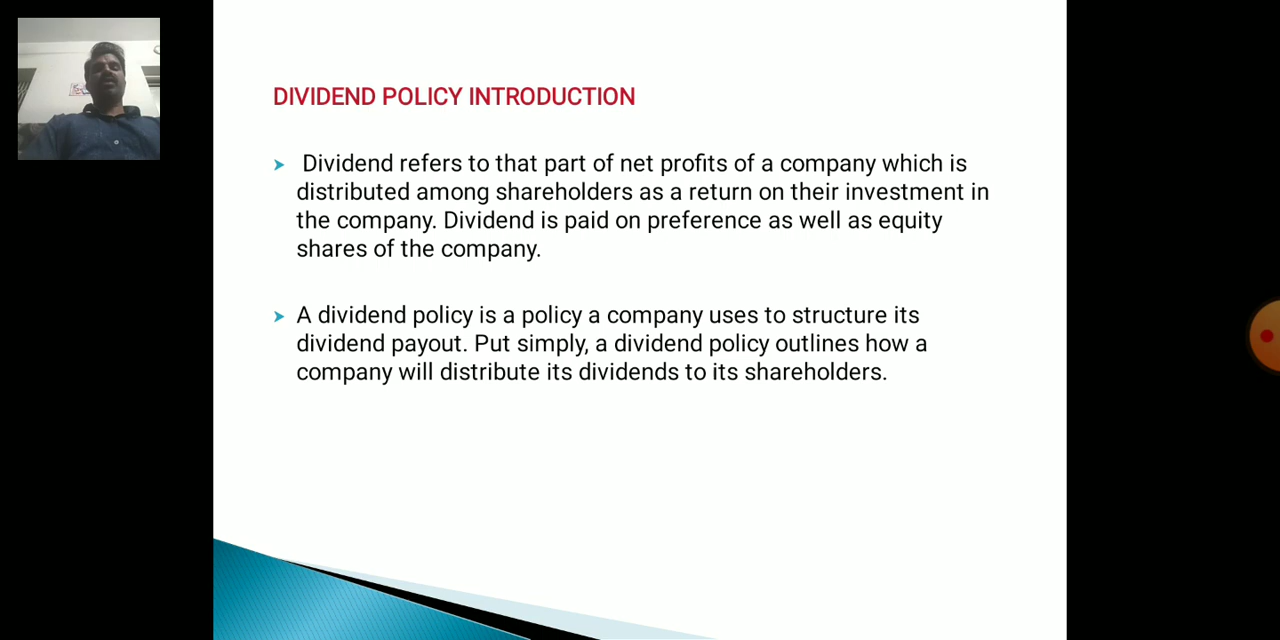 DIVIDEND POLICY INTRODUCTION
Dividend refers to that part of net profits of a company which is
distributed among shareholders as a return on their investment in
the company. Dividend is paid on preference as well as equity
shares of the company.
A dividend policy is a policy a company uses to structure its
dividend payout. Put simply, a dividend policy outlines how a
company will distribute its dividends to its shareholders.